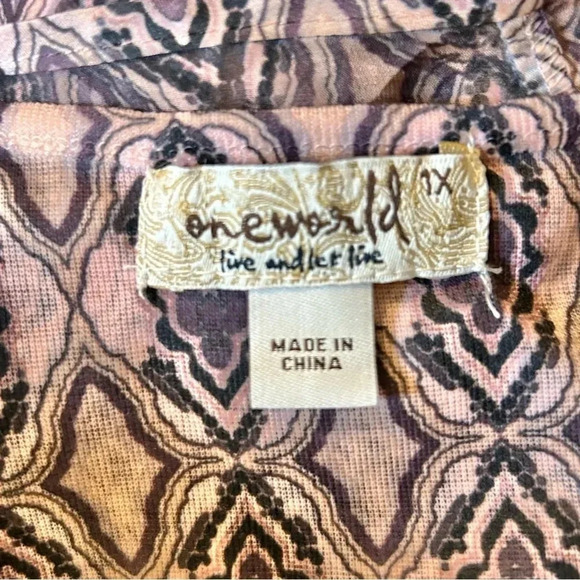 oneworld 1X
live and let live
MADE IN
CHINA